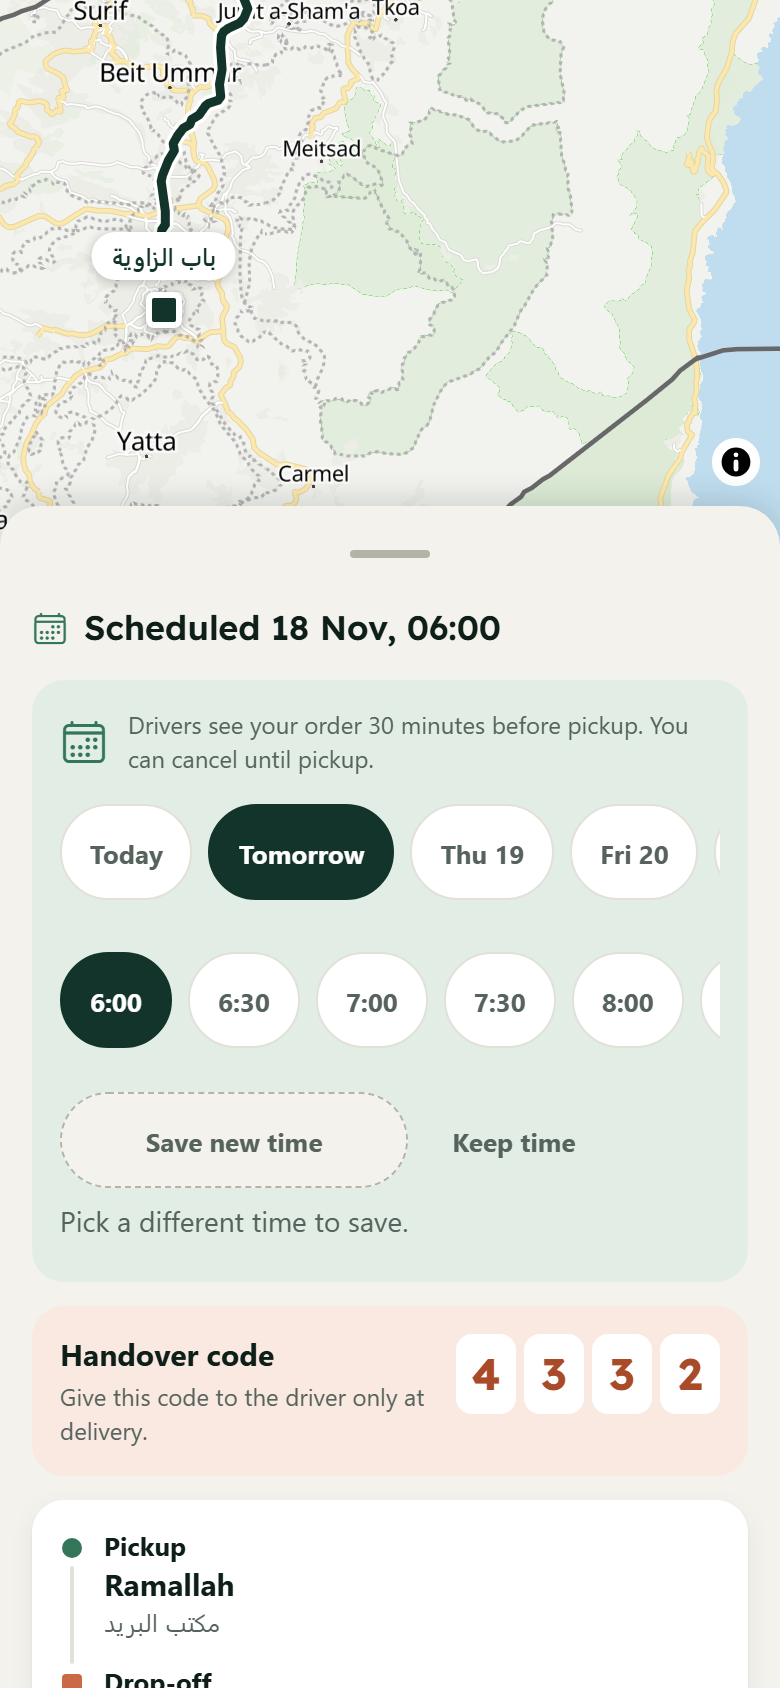 Surif
Tkoa
Beit Ummar
Meitsad
باب الزاوية
Yatta
Carmel
Scheduled 18 Nov, 06:00
Drivers see your order 30 minutes before pickup. You
can cancel until pickup.
Today Tomorrow Thu 19 Fri 20
6:00 6:30 7:00 7:30 8:00
Save new time Keep time
Pick a different time to save.
Handover code 4 3 3 2
Give this code to the driver only at
delivery.
Pickup
Ramallah
مكتب البريد
Drop-off